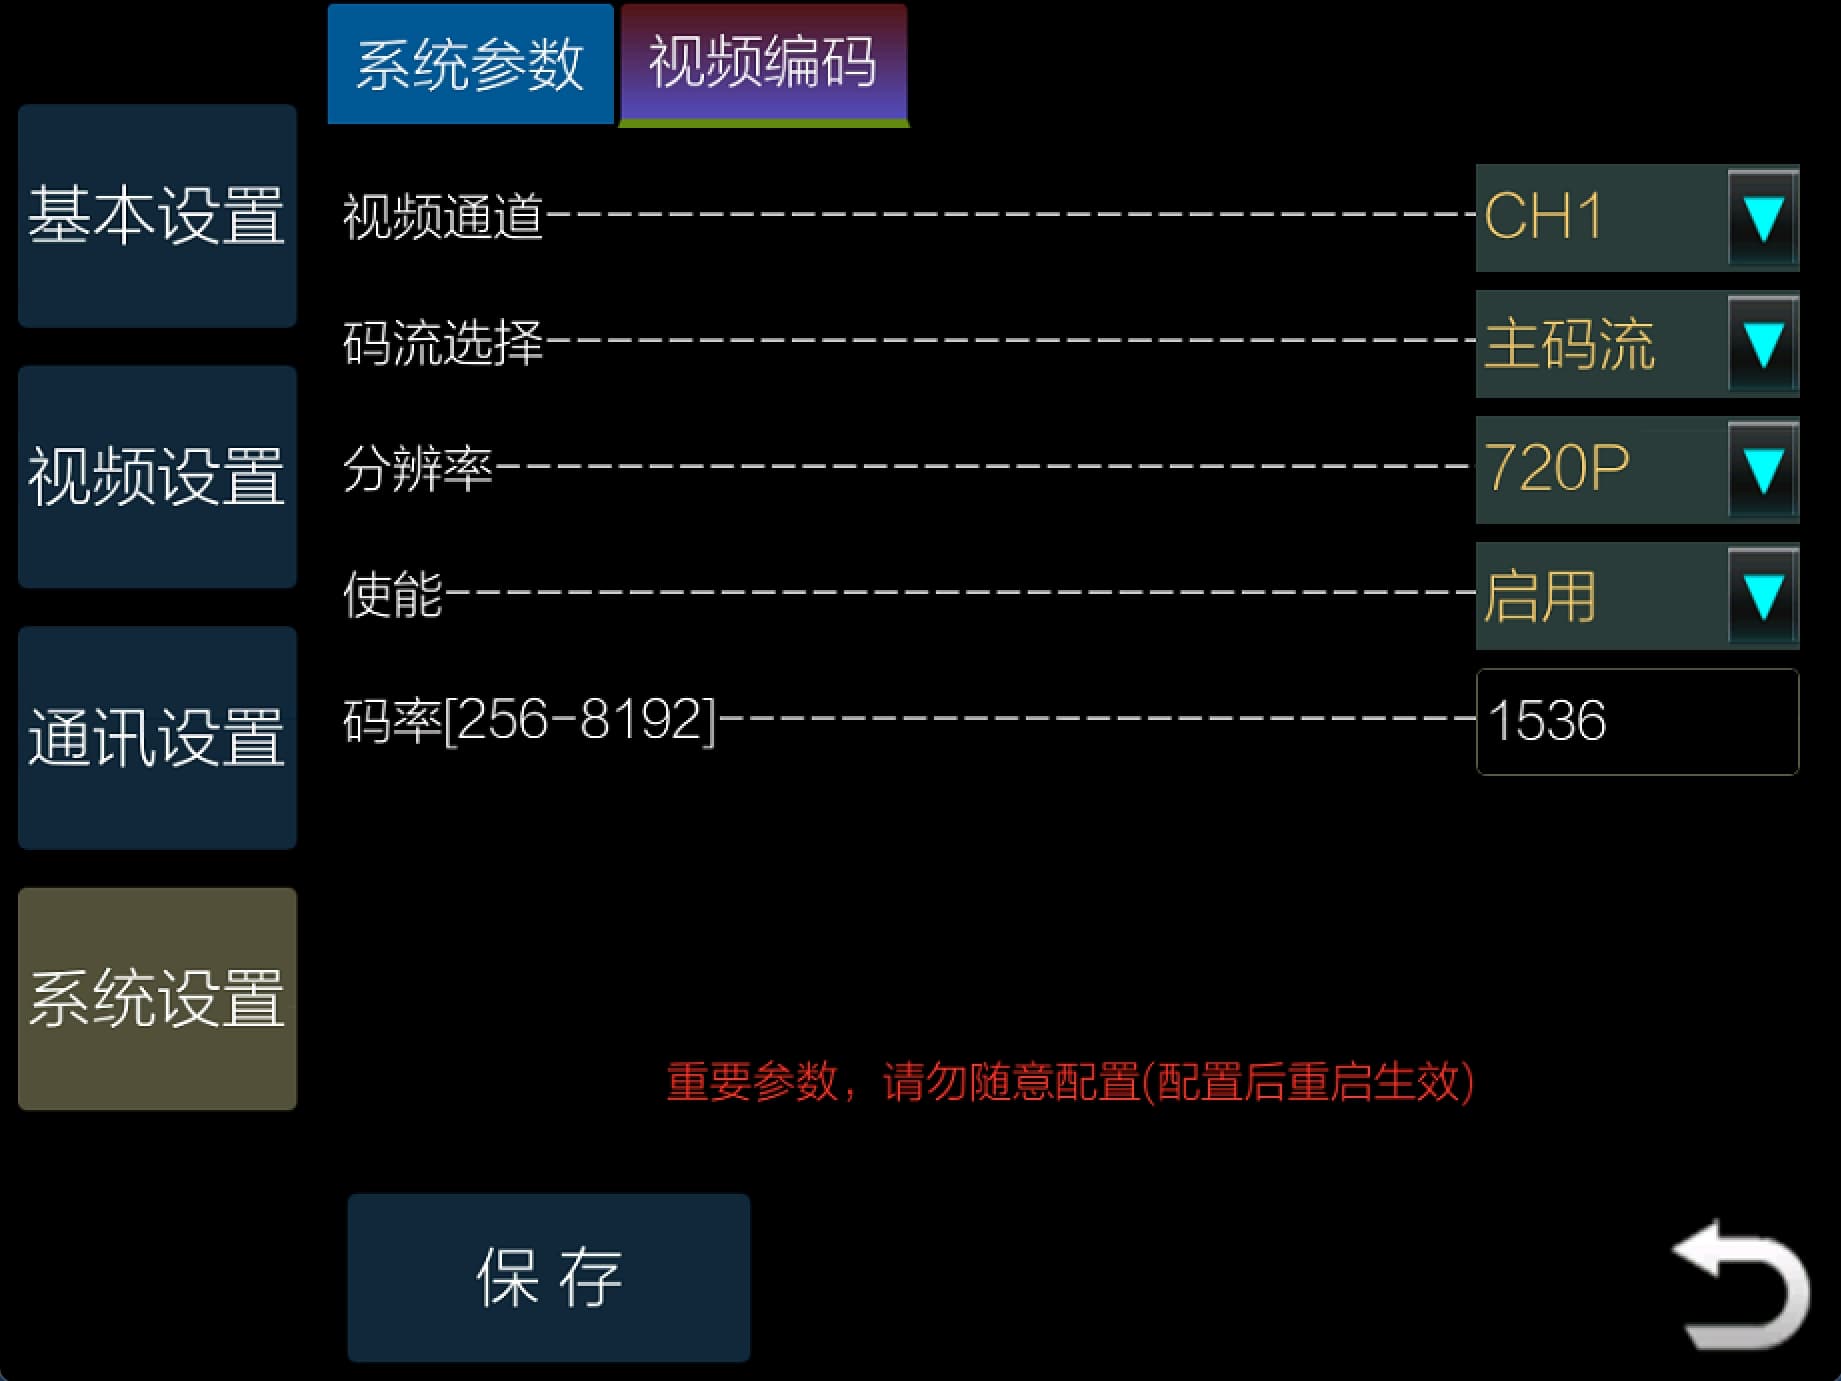 系统参数 视频编码
基本设置
视频设置
通讯设置
系统设置
视频通道 CH1
码流选择 主码流
分辨率 720P
使能 启用
码率[256-8192] 1536
重要参数，请勿随意配置(配置后重启生效)
保存